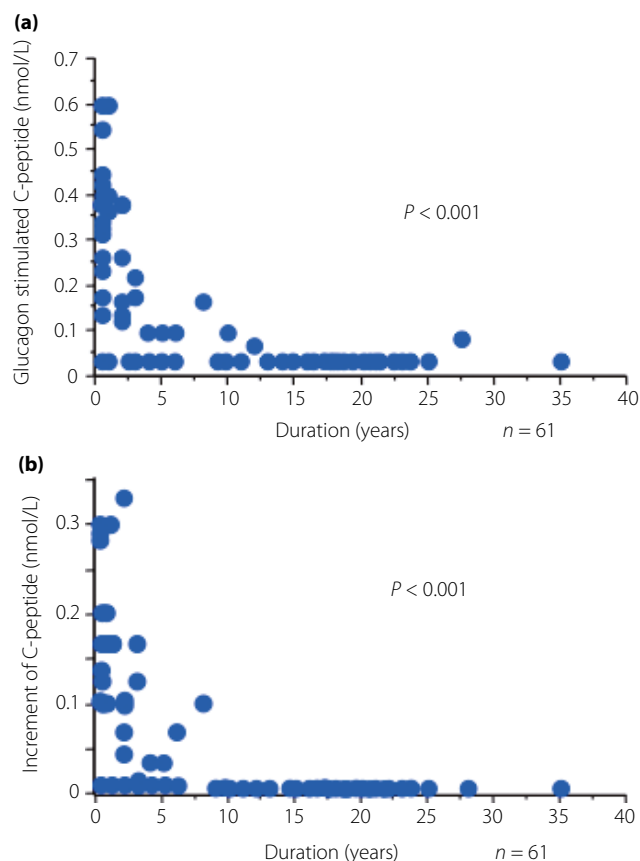 (a)
Glucagon stimulated C-peptide (nmol/L)
0.7
0.6
0.5
0.4
0.3
0.2
0.1
0
P < 0.001
0 5 10 15 20 25 30 35 40
Duration (years) n = 61
(b)
Increment of C-peptide (nmol/L)
0.3
0.2
0.1
0
P < 0.001
0 5 10 15 20 25 30 35 40
Duration (years) n = 61